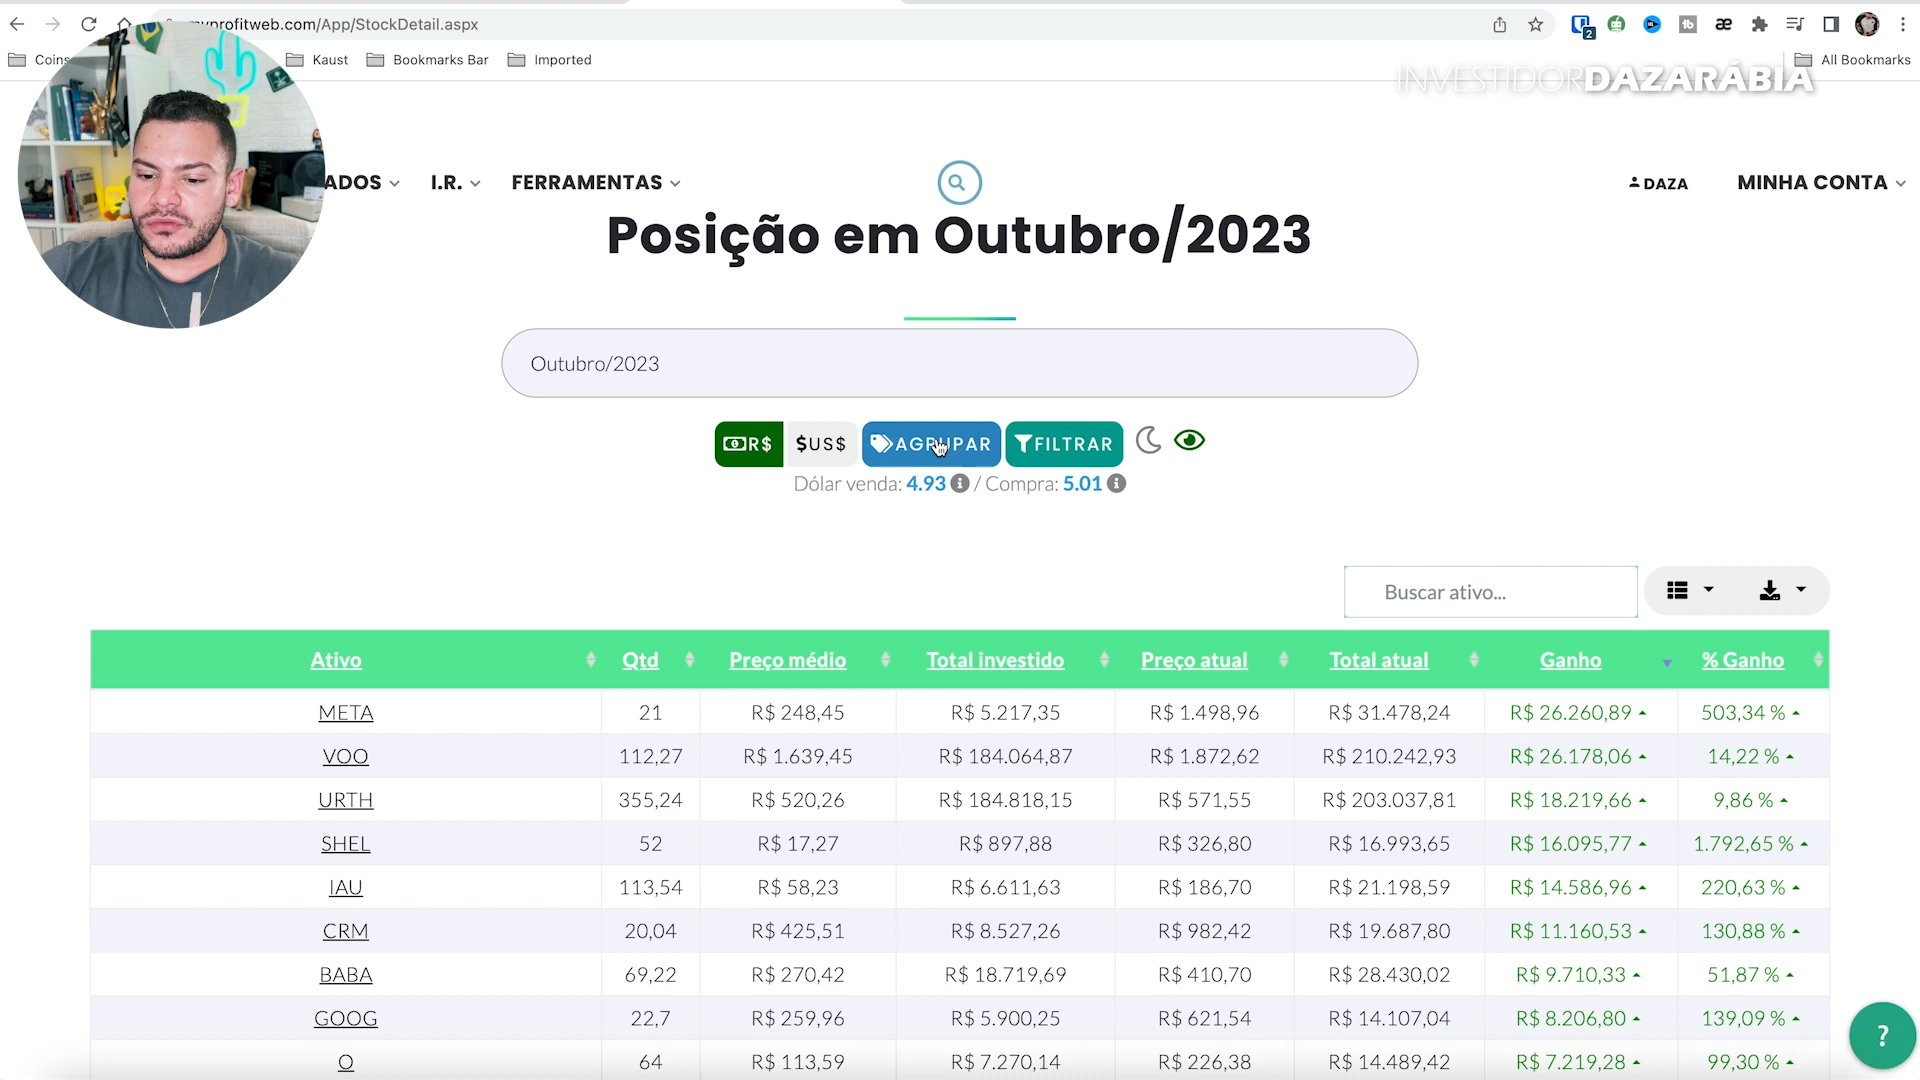 myprofitweb.com/App/StockDetail.aspx
2
Coins
Kaust
Bookmarks Bar
Imported
All Bookmarks
INVESTIDORDAZARÁBIA
ADOS
I.R.
FERRAMENTAS
DAZA
MINHA CONTA
Posição em Outubro/2023
Outubro/2023
R$
$US$
AGRUPAR
FILTRAR
Dólar venda: 4.93 / Compra: 5.01
Buscar ativo...
Ativo Qtd Preço médio Total investido Preço atual Total atual Ganho % Ganho
META 21 R$ 248,45 R$ 5.217,35 R$ 1.498,96 R$ 31.478,24 R$ 26.260,89 503,34 %
VOO 112,27 R$ 1.639,45 R$ 184.064,87 R$ 1.872,62 R$ 210.242,93 R$ 26.178,06 14,22 %
URTH 355,24 R$ 520,26 R$ 184.818,15 R$ 571,55 R$ 203.037,81 R$ 18.219,66 9,86 %
SHEL 52 R$ 17,27 R$ 897,88 R$ 326,80 R$ 16.993,65 R$ 16.095,77 1.792,65 %
IAU 113,54 R$ 58,23 R$ 6.611,63 R$ 186,70 R$ 21.198,59 R$ 14.586,96 220,63 %
CRM 20,04 R$ 425,51 R$ 8.527,26 R$ 982,42 R$ 19.687,80 R$ 11.160,53 130,88 %
BABA 69,22 R$ 270,42 R$ 18.719,69 R$ 410,70 R$ 28.430,02 R$ 9.710,33 51,87 %
GOOG 22,7 R$ 259,96 R$ 5.900,25 R$ 621,54 R$ 14.107,04 R$ 8.206,80 139,09 %
O 64 R$ 113,59 R$ 7.270,14 R$ 226,38 R$ 14.489,42 R$ 7.219,28 99,30 %
?